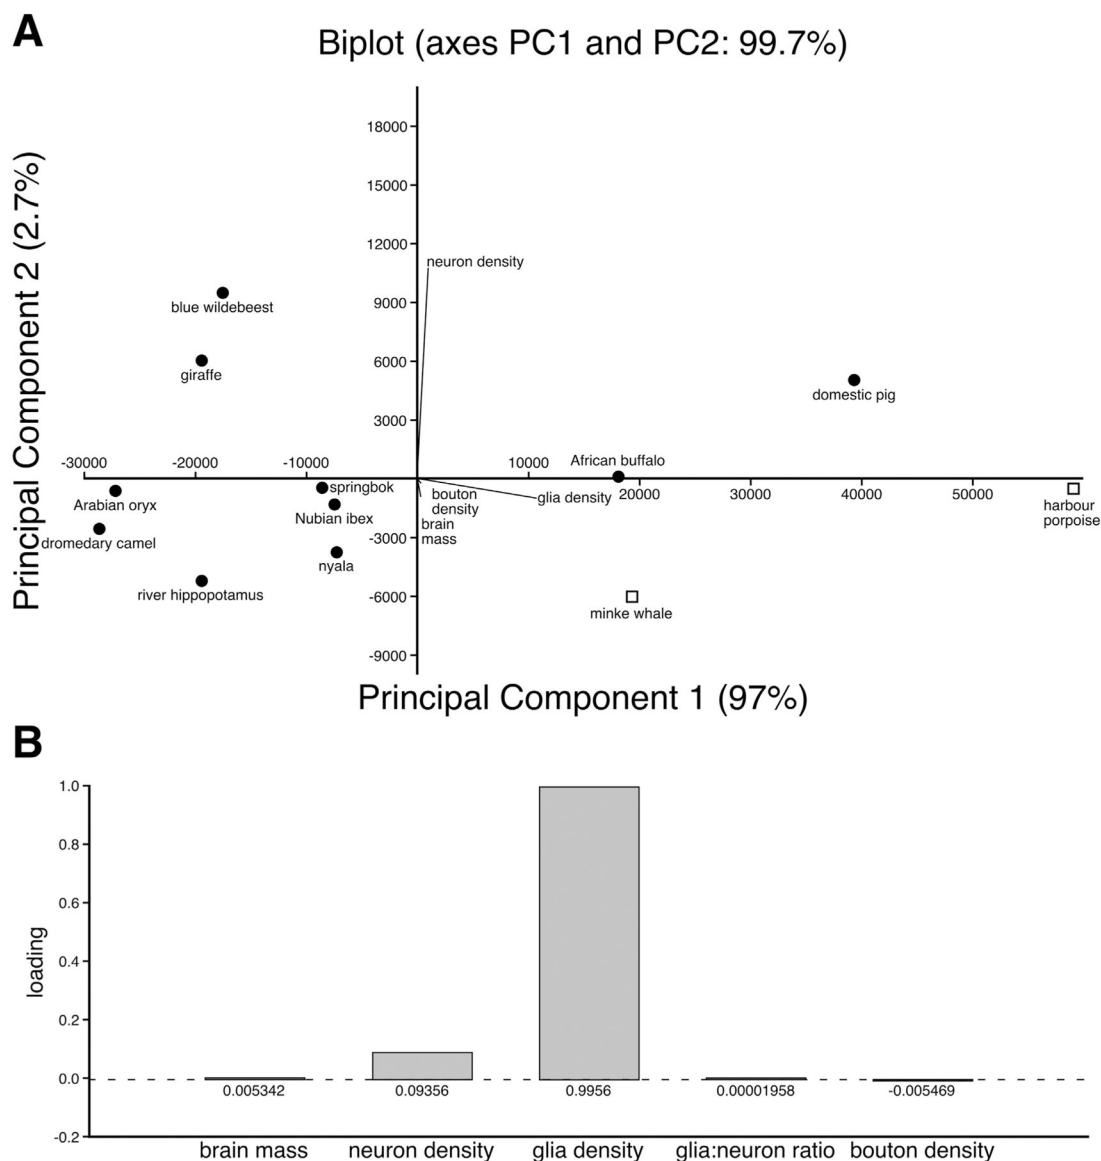 A
Biplot (axes PC1 and PC2: 99.7%)
Principal Component 2 (2.7%)
18000
15000
12000
neuron density
9000
blue wildebeest
6000
giraffe
domestic pig
3000
-30000 -20000 -10000 10000 African buffalo
20000 30000 40000 50000
springbok
bouton
density
glia density
Arabian oryx
Nubian ibex
harbour
porpoise
brain
mass
-3000
dromedary camel
nyala
river hippopotamus
-6000
minke whale
-9000
Principal Component 1 (97%)
B
loading
1.0
0.8
0.6
0.4
0.2
0.0
-0.2
0.005342 0.09356 0.9956 0.00001958 -0.005469
brain mass neuron density glia density glia:neuron ratio bouton density